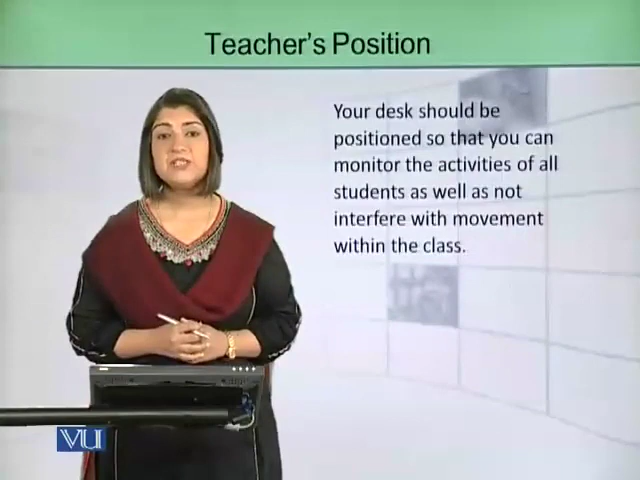 Teacher's Position
Your desk should be
positioned so that you can
monitor the activities of all
students as well as not
interfere with movement
within the class.
VU